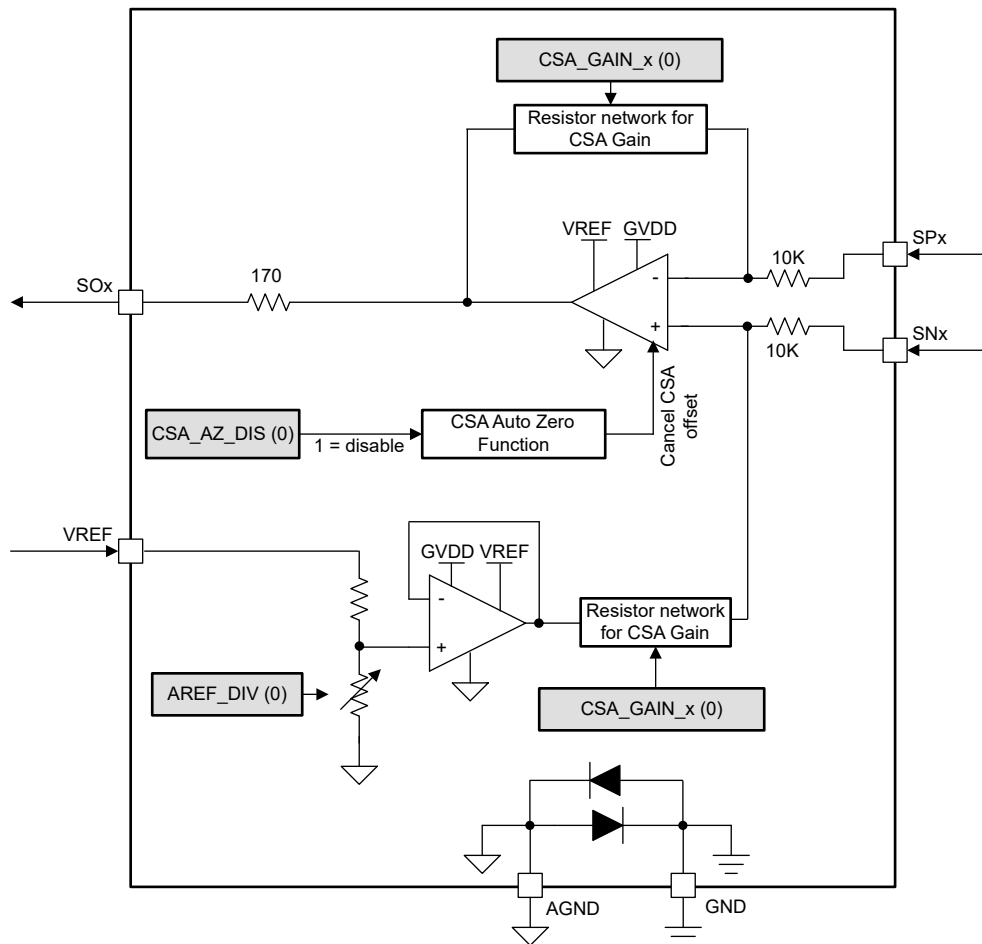 CSA_GAIN_x (0)
Resistor network for
CSA Gain
VREF
GVDD
SPx
10K
-
SOx
170
+
SNx
10K
Cancel CSA
offset
CSA_AZ_DIS (0)
1 = disable
CSA Auto Zero
Function
VREF
GVDD
VREF
-
Resistor network
for CSA Gain
+
AREF_DIV (0)
CSA_GAIN_x (0)
AGND
GND